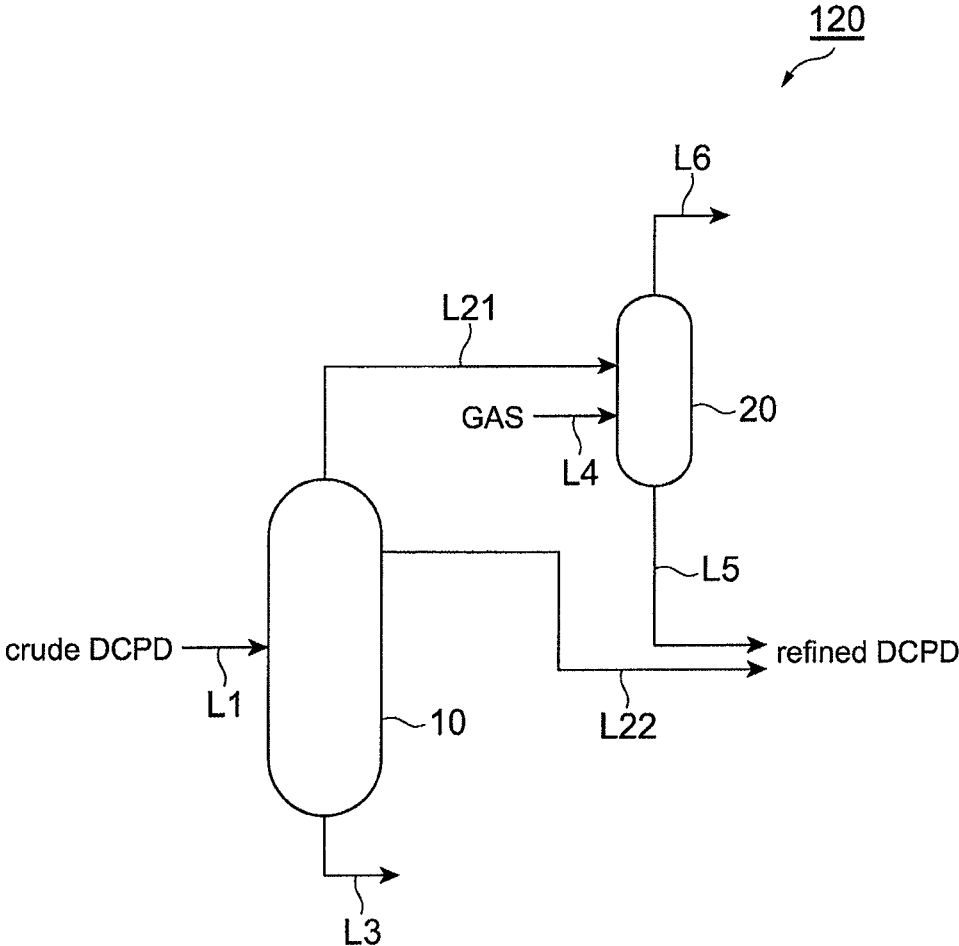 120
L6
L21
20
GAS
L4
L5
crude DCPD
refined DCPD
L1
10
L22
L3